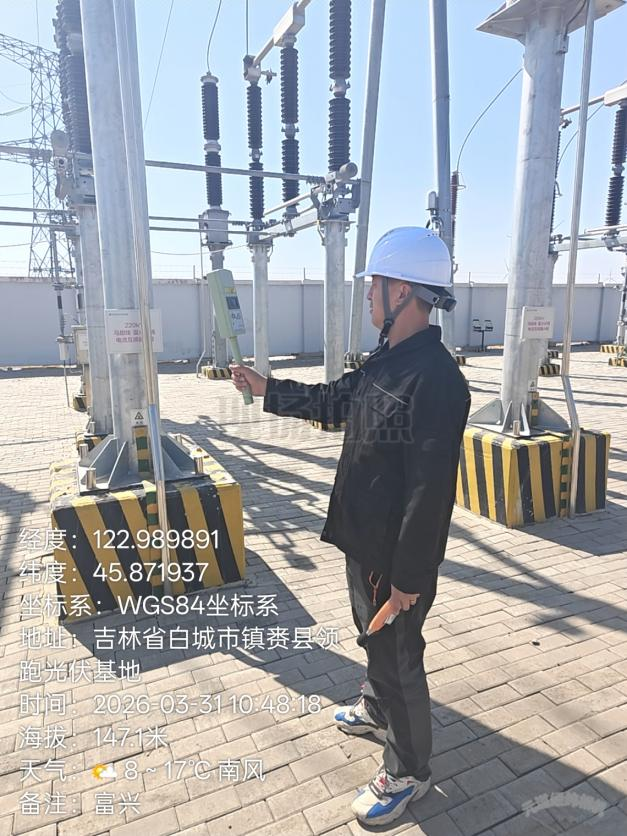 220kV
经度：122.989891
纬度：45.871937
坐标系：WGS84坐标系
地址：吉林省白城市镇赉县领
跑光伏基地
时间：2026-03-31 10:48:18
海拔：147.1米
天气：8 ~ 17℃ 南风
备注：富兴